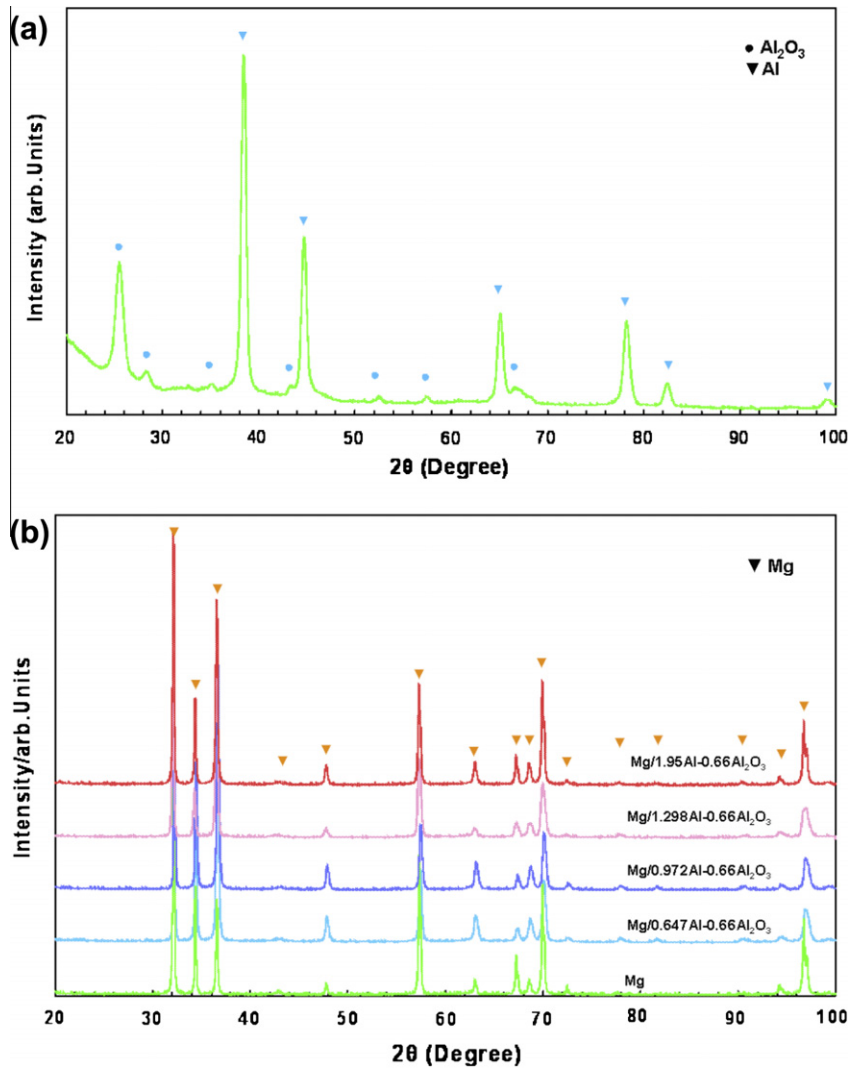 (a)
● Al₂O₃
▼ Al
Intensity (arb.Units)
20 30 40 50 60 70 80 90 100
2θ (Degree)
(b)
▼ Mg
Intensity/arb.Units
Mg/1.95Al-0.66Al₂O₃
Mg/1.298Al-0.66Al₂O₃
Mg/0.972Al-0.66Al₂O₃
Mg/0.647Al-0.66Al₂O₃
Mg
20 30 40 50 60 70 80 90 100
2θ (Degree)